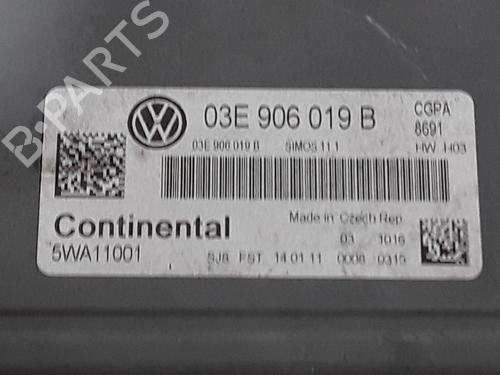 B-PARTS
03E 906 019 B
CGPA
8691
03E 906 019 B SIMOS 11.1 HW H03
Continental
Made in Czech Rep.
03 1016
5WA11001 SJ8 FST 14.01.11 0008 0315